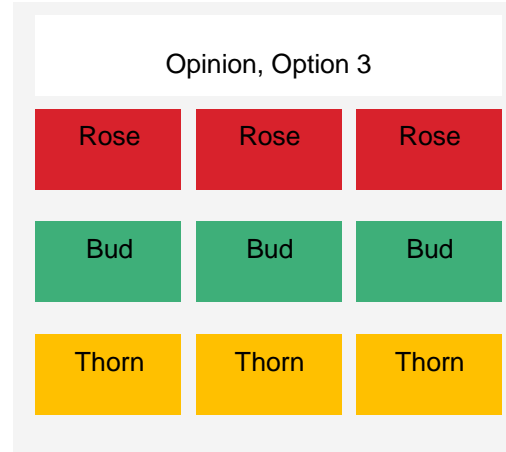 Opinion, Option 3
Rose Rose Rose
Bud Bud Bud
Thorn Thorn Thorn